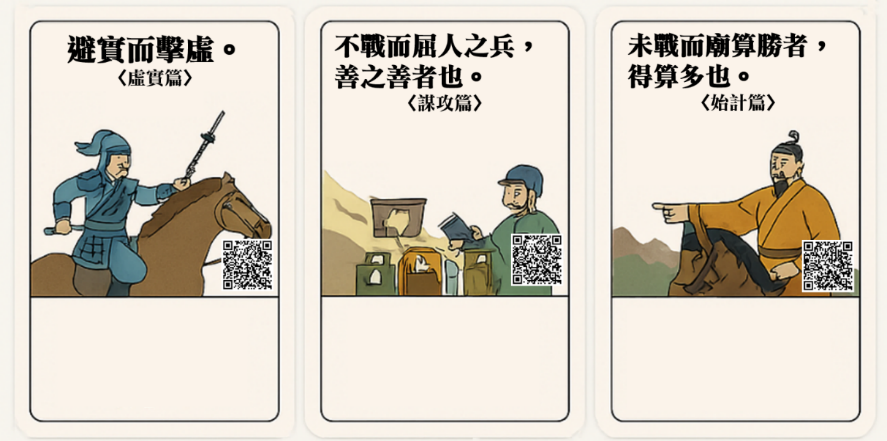 避實而擊虛。
〈虛實篇〉
不戰而屈人之兵，
善之善者也。
〈謀攻篇〉
未戰而廟算勝者，
得算多也。
〈始計篇〉